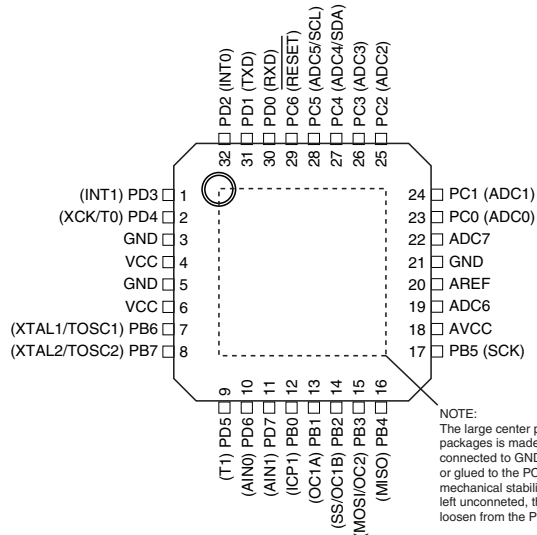 32 PD2 (INT0)
31 PD1 (TXD)
30 PD0 (RXD)
29 PC6 (RESET)
28 PC5 (ADC5/SCL)
27 PC4 (ADC4/SDA)
26 PC3 (ADC3)
25 PC2 (ADC2)
(INT1) PD3 1
(XCK/T0) PD4 2
GND 3
VCC 4
GND 5
VCC 6
(XTAL1/TOSC1) PB6 7
(XTAL2/TOSC2) PB7 8
24 PC1 (ADC1)
23 PC0 (ADC0)
22 ADC7
21 GND
20 AREF
19 ADC6
18 AVCC
17 PB5 (SCK)
(T1) PD5 9
(AIN0) PD6 10
(AIN1) PD7 11
(ICP1) PB0 12
(OC1A) PB1 13
(SS/OC1B) PB2 14
(MOSI/OC2) PB3 15
(MISO) PB4 16
NOTE:
The large center
packages is made
connected to GND
or glued to the
mechanical
left unconneted,
loosen from the